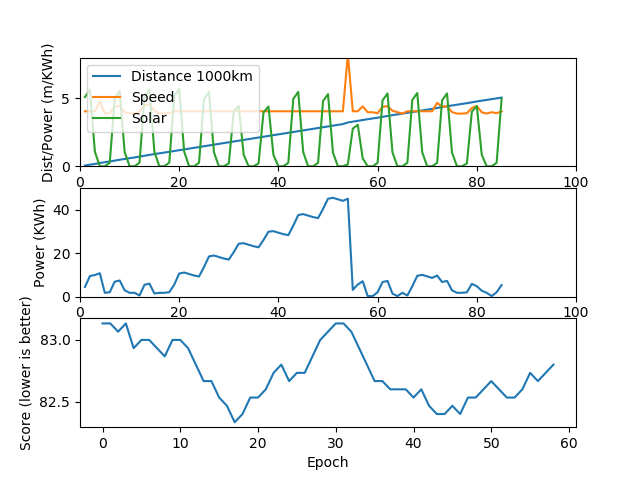 Dist/Power (m/KWh)
Distance 1000km
Speed
Solar
5
0
0 20 40 60 80 100
Power (KWh)
40
20
0
0 20 40 60 80 100
Score (lower is better)
83.0
82.5
0 10 20 30 40 50 60
Epoch